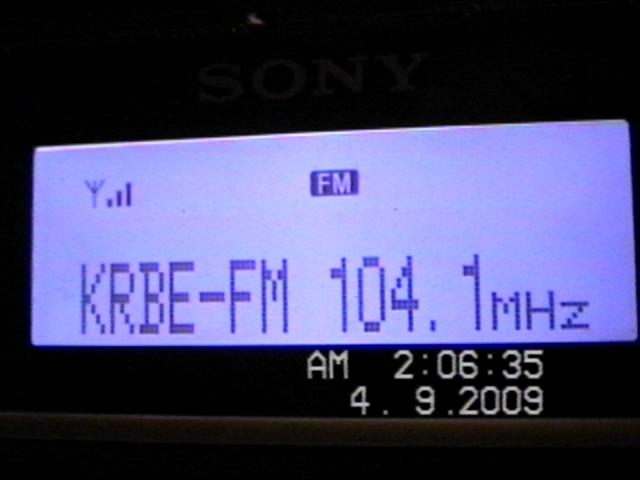 SONY
FM
KRBE-FM 104.1MHz
AM 2:06:35
4. 9.2009